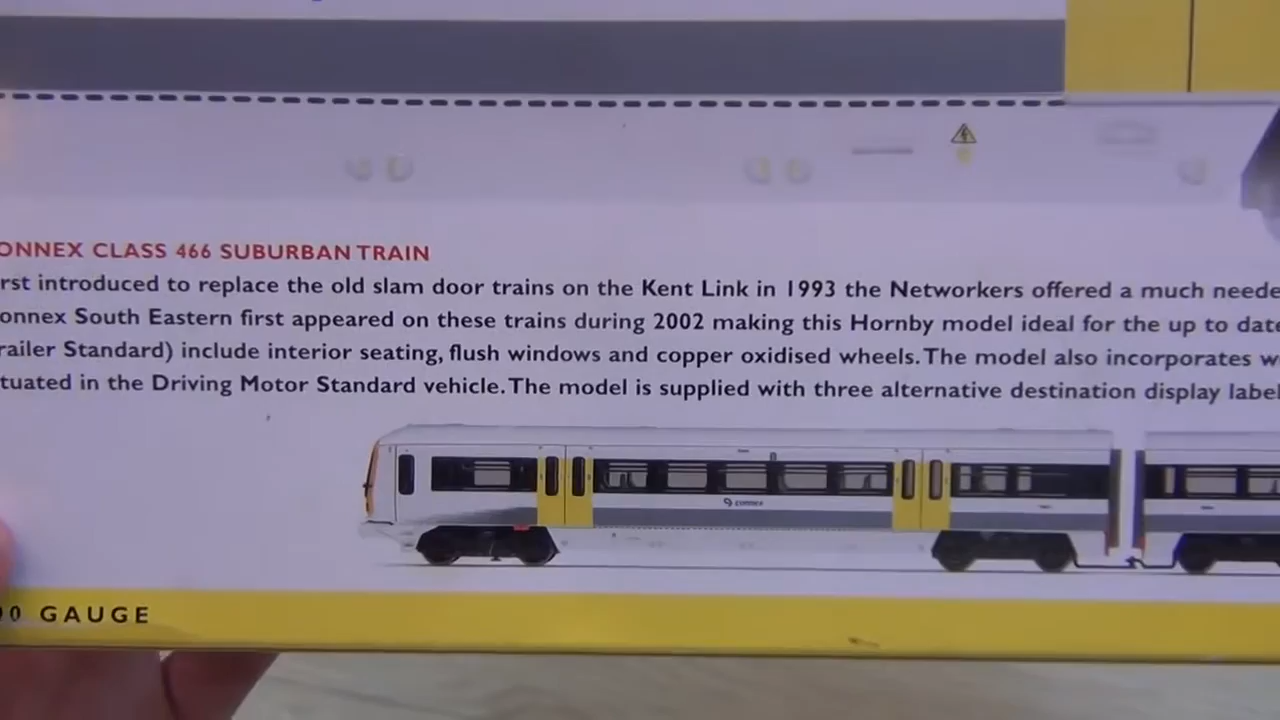 ONNEX CLASS 466 SUBURBAN TRAIN
rst introduced to replace the old slam door trains on the Kent Link in 1993 the Networkers offered a much neede
onnex South Eastern first appeared on these trains during 2002 making this Hornby model ideal for the up to date
railer Standard) include interior seating, flush windows and copper oxidised wheels. The model also incorporates w
tuated in the Driving Motor Standard vehicle. The model is supplied with three alternative destination display label
connex
00 GAUGE